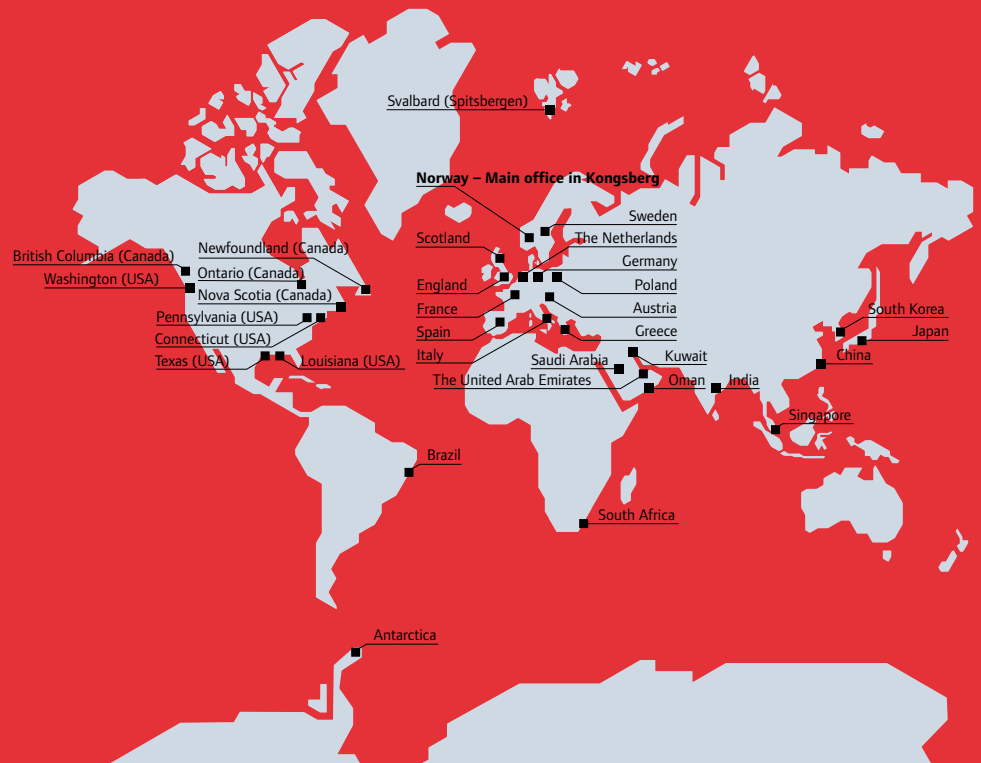 Svalbard (Spitsbergen)
Norway – Main office in Kongsberg
Sweden
Scotland
The Netherlands
Newfoundland (Canada)
British Columbia (Canada)
Germany
Ontario (Canada)
Washington (USA)
England
Poland
Nova Scotia (Canada)
France
Austria
South Korea
Pennsylvania (USA)
Spain
Greece
Japan
Connecticut (USA)
Italy
Saudi Arabia
Kuwait
China
Texas (USA)
Louisiana (USA)
The United Arab Emirates
Oman
India
Singapore
Brazil
South Africa
Antarctica